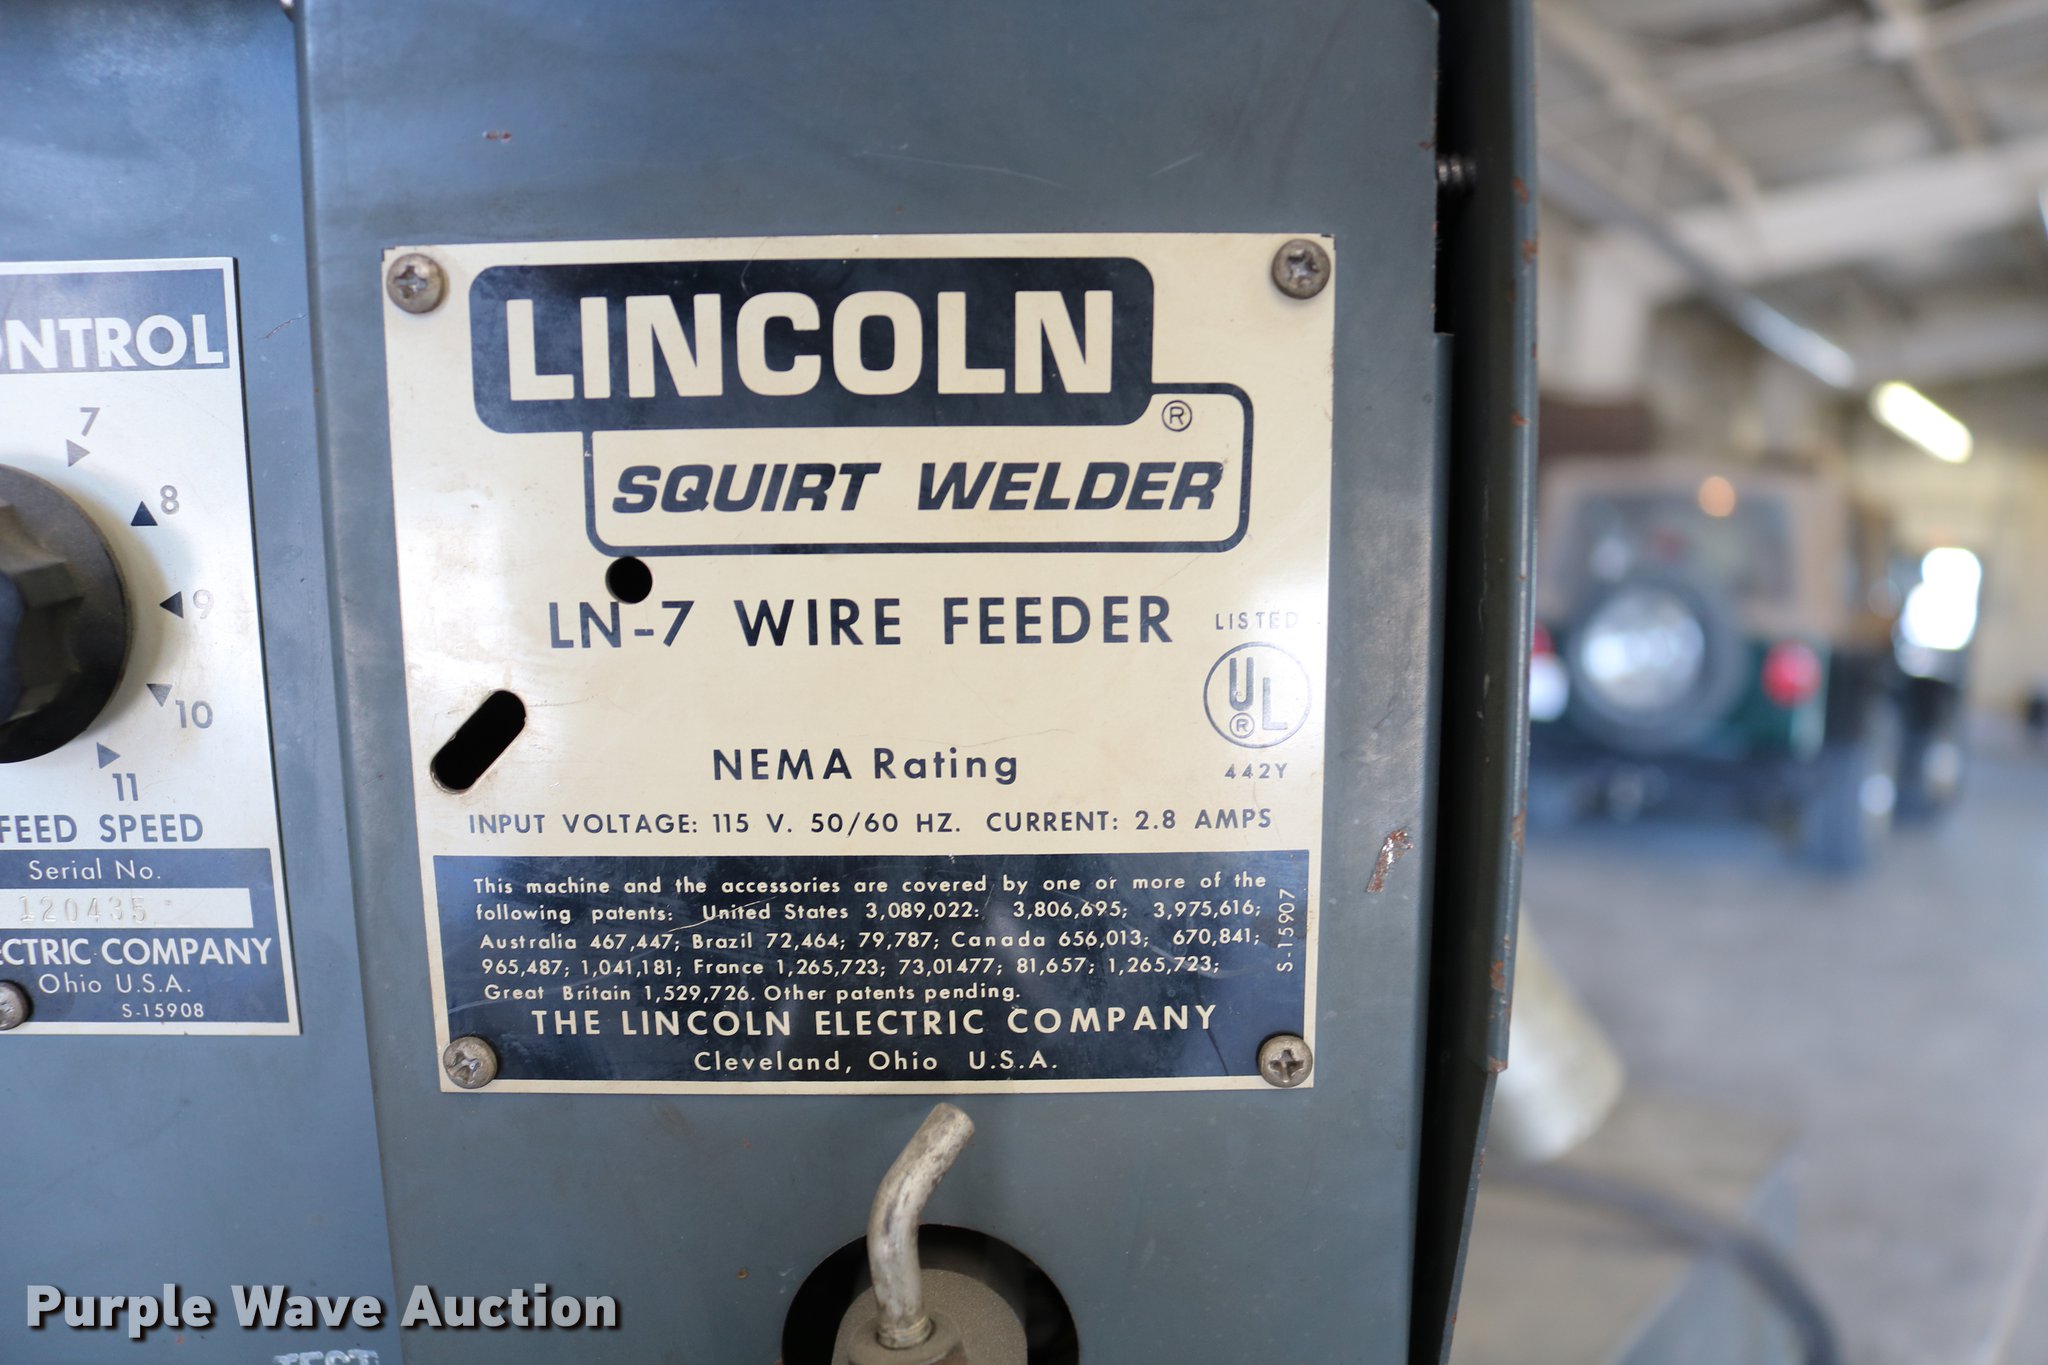 LINCOLN
®
SQUIRT WELDER
LN-7 WIRE FEEDER
LISTED
UL
®
442Y
NEMA Rating
INPUT VOLTAGE: 115 V. 50/60 HZ. CURRENT: 2.8 AMPS
This machine and the accessories are covered by one or more of the
following patents: United States 3,089,022: 3,806,695; 3,975,616;
Australia 467,447; Brazil 72,464; 79,787; Canada 656,013; 670,841;
965,487; 1,041,181; France 1,265,723; 73,01477; 81,657; 1,265,723;
Great Britain 1,529,726. Other patents pending.
S-15907
THE LINCOLN ELECTRIC COMPANY
Cleveland, Ohio U.S.A.
ONTROL
7
8
9
10
11
FEED SPEED
Serial No.
120435
ECTRIC COMPANY
Ohio U.S.A.
S-15908
TEST
Purple Wave Auction